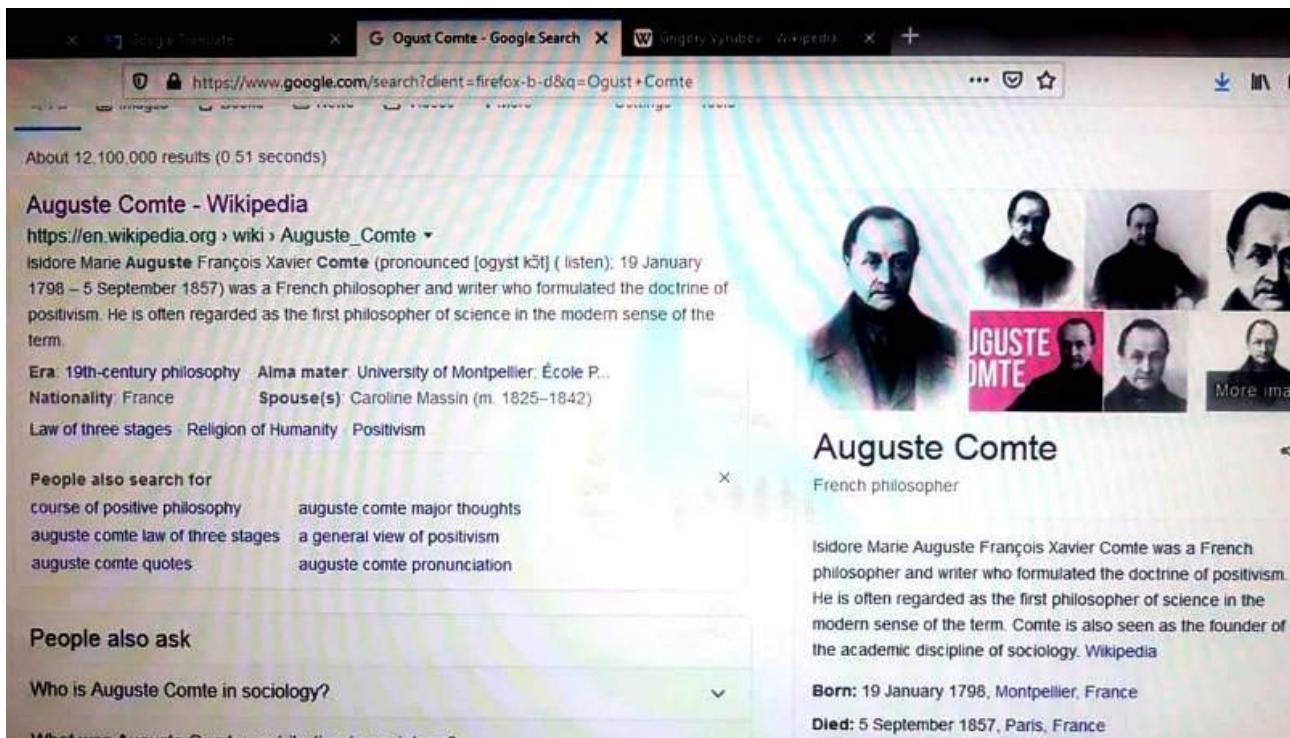 Google Translate
Ogust Comte - Google Search
Grigory Vyrubov - Wikipedia
https://www.google.com/search?client=firefox-b-d&q=Ogust+Comte
About 12,100,000 results (0.51 seconds)
Auguste Comte - Wikipedia
https://en.wikipedia.org › wiki › Auguste_Comte
Isidore Marie Auguste François Xavier Comte (pronounced [oɡyst kɔ̃t] ( listen); 19 January
1798 – 5 September 1857) was a French philosopher and writer who formulated the doctrine of
positivism. He is often regarded as the first philosopher of science in the modern sense of the
term.
Era: 19th-century philosophy Alma mater: University of Montpellier; École P...
Nationality: France Spouse(s): Caroline Massin (m. 1825–1842)
Law of three stages · Religion of Humanity · Positivism
People also search for
course of positive philosophy auguste comte major thoughts
auguste comte law of three stages a general view of positivism
auguste comte quotes auguste comte pronunciation
People also ask
Who is Auguste Comte in sociology?
UGUSTE
OMTE
More ima
Auguste Comte
French philosopher
Isidore Marie Auguste François Xavier Comte was a French
philosopher and writer who formulated the doctrine of positivism.
He is often regarded as the first philosopher of science in the
modern sense of the term. Comte is also seen as the founder of
the academic discipline of sociology. Wikipedia
Born: 19 January 1798, Montpellier, France
Died: 5 September 1857, Paris, France